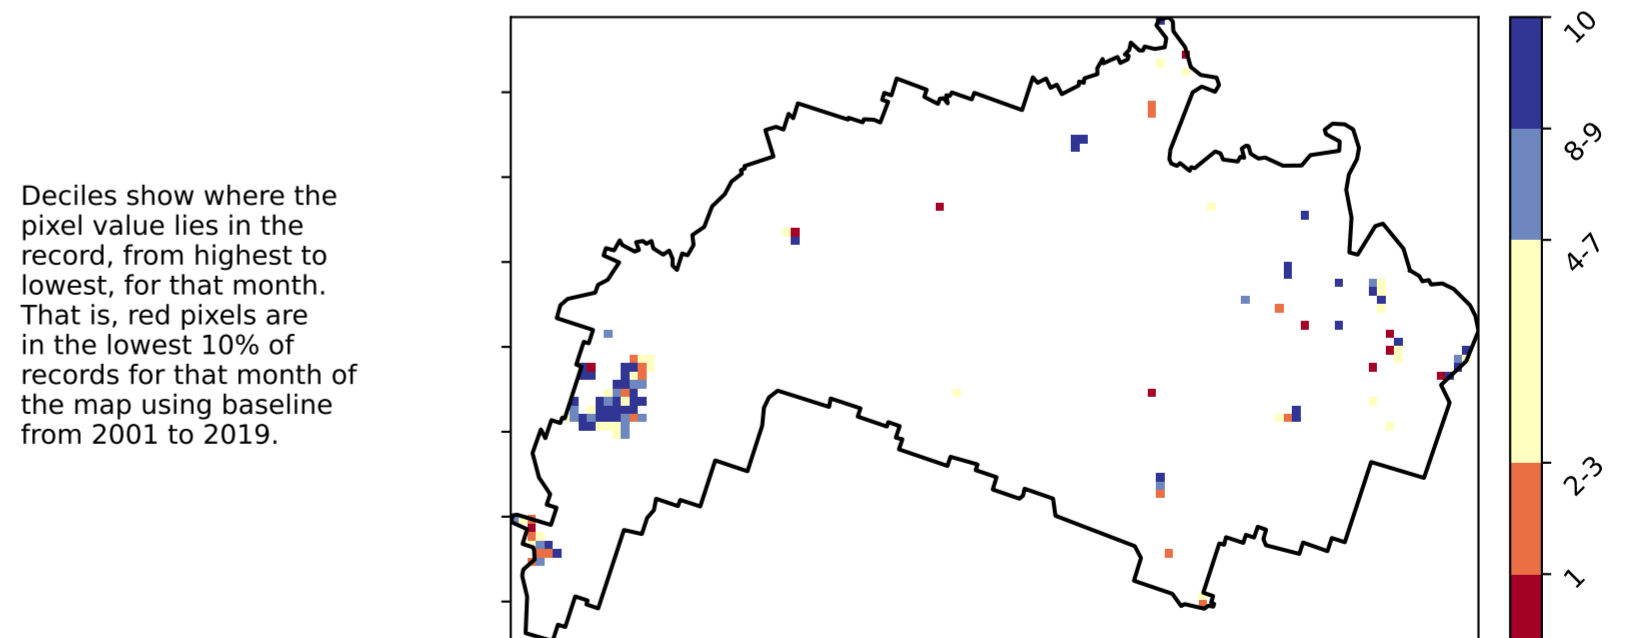 Deciles show where the
pixel value lies in the
record, from highest to
lowest, for that month.
That is, red pixels are
in the lowest 10% of
records for that month of
the map using baseline
from 2001 to 2019.
10
8-9
4-7
2-3
1